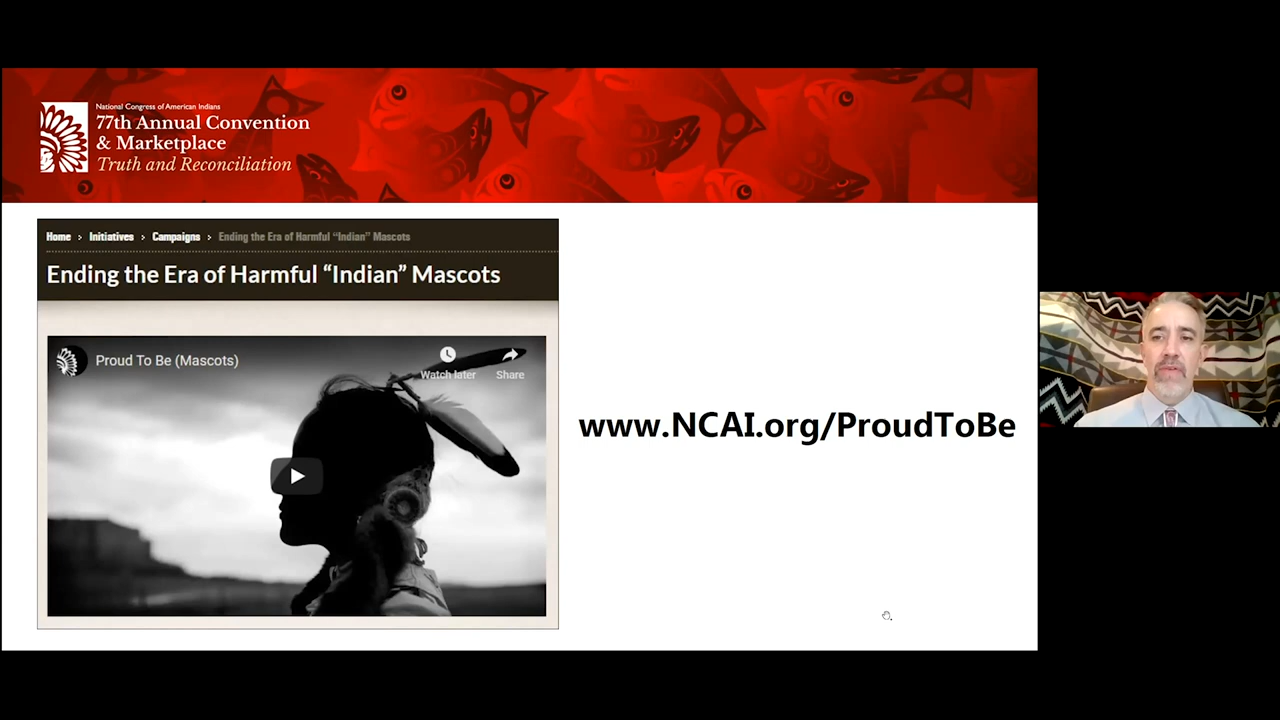 National Congress of American Indians
77th Annual Convention
& Marketplace
Truth and Reconciliation
Home > Initiatives > Campaigns > Ending the Era of Harmful “Indian” Mascots
Ending the Era of Harmful “Indian” Mascots
Proud To Be (Mascots)
Watch later
Share
www.NCAI.org/ProudToBe